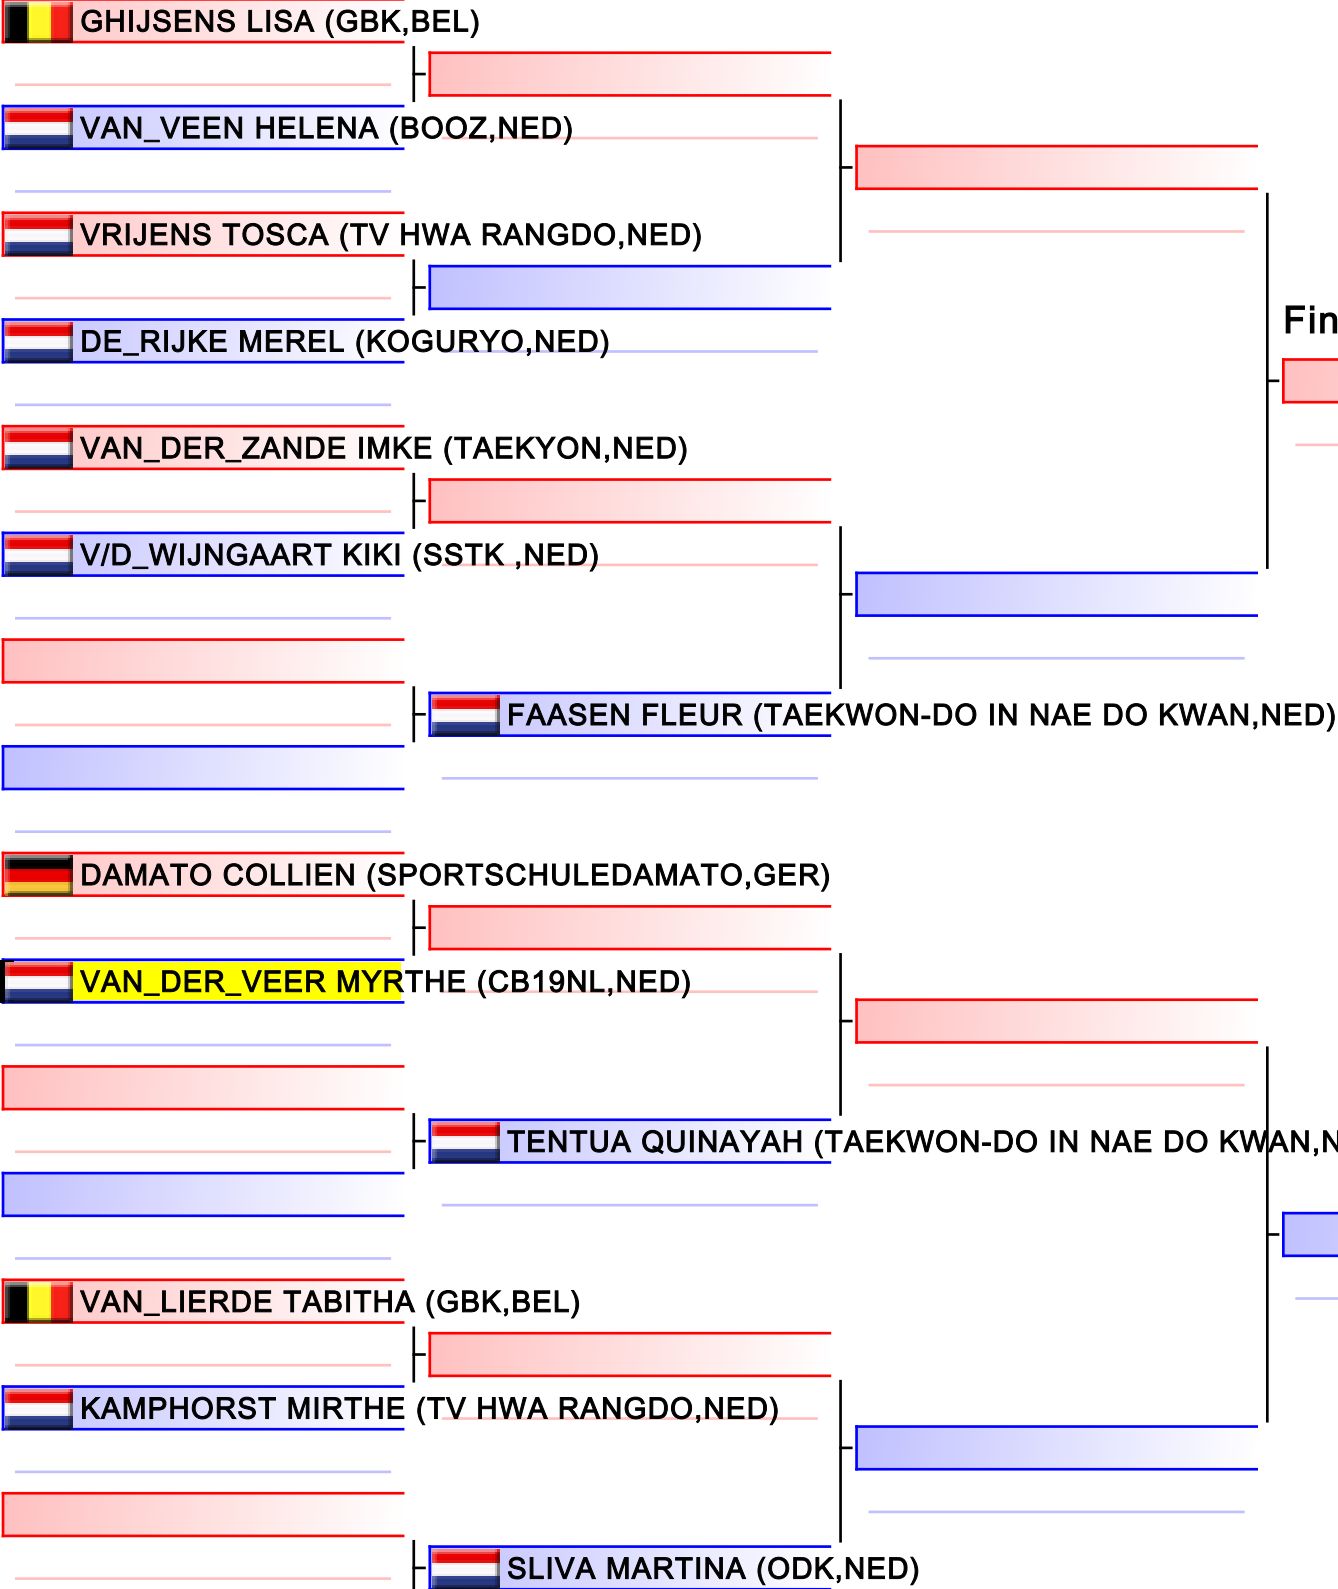 GHIJSENS LISA (GBK,BEL)
VAN_VEEN HELENA (BOOZ,NED)
VRIJENS TOSCA (TV HWA RANGDO,NED)
Fin
DE_RIJKE MEREL (KOGURYO,NED)
VAN_DER_ZANDE IMKE (TAEKYON,NED)
V/D_WIJNGAART KIKI (SSTK ,NED)
FAASEN FLEUR (TAEKWON-DO IN NAE DO KWAN,NED)
DAMATO COLLIEN (SPORTSCHULEDAMATO,GER)
VAN_DER_VEER MYRTHE (CB19NL,NED)
TENTUA QUINAYAH (TAEKWON-DO IN NAE DO KWAN,N
VAN_LIERDE TABITHA (GBK,BEL)
KAMPHORST MIRTHE (TV HWA RANGDO,NED)
SLIVA MARTINA (ODK,NED)